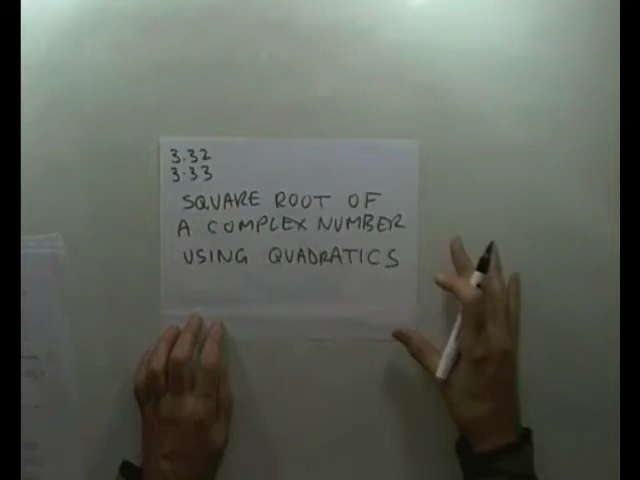 3.32
3.33
SQUARE ROOT OF
A COMPLEX NUMBER
USING QUADRATICS